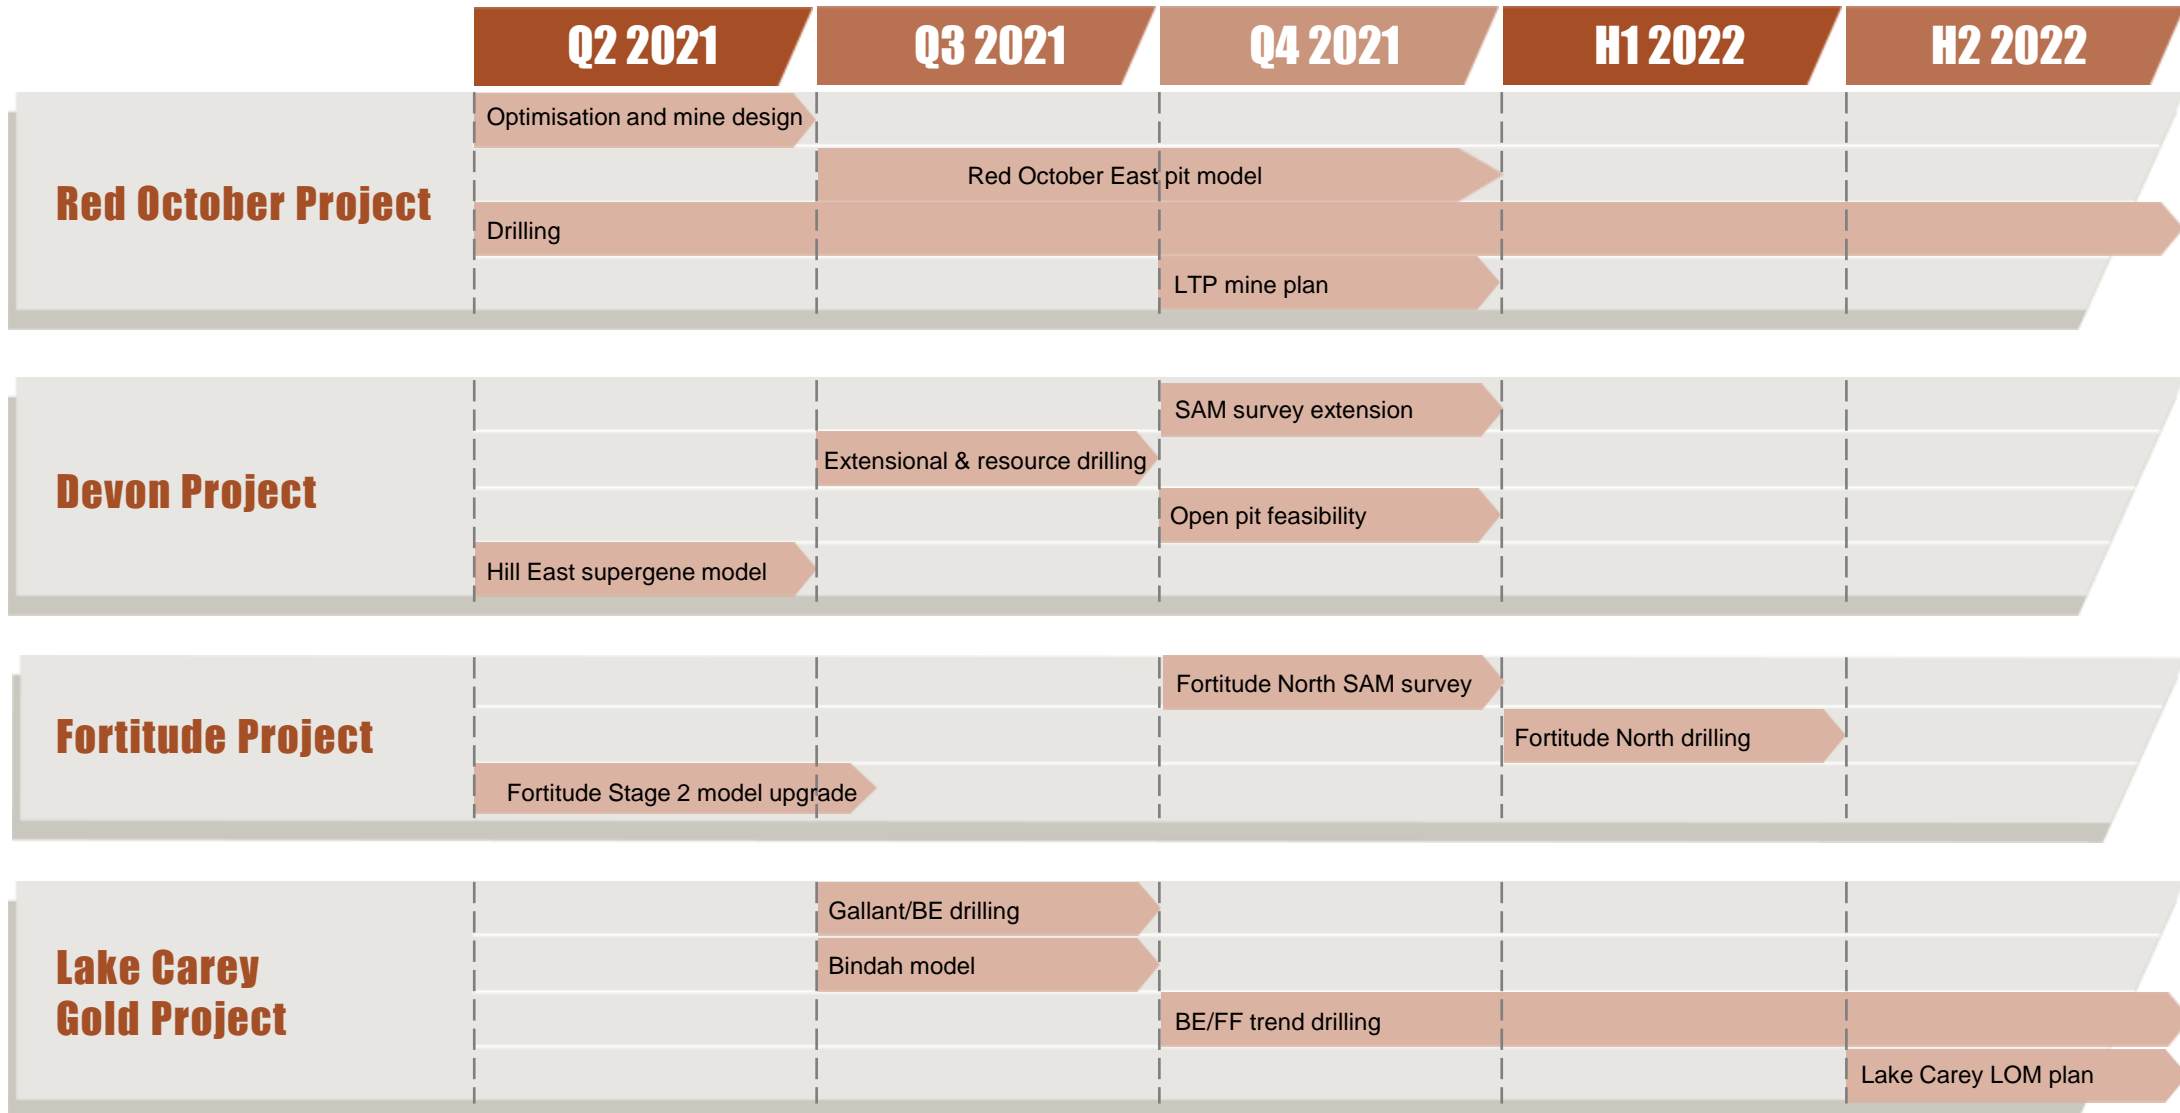 Q2 2021
Q3 2021
Q4 2021
H1 2022
H2 2022
Red October Project
Optimisation and mine design
Red October East pit model
Drilling
LTP mine plan
Devon Project
SAM survey extension
Extensional & resource drilling
Open pit feasibility
Hill East supergene model
Fortitude Project
Fortitude North SAM survey
Fortitude North drilling
Fortitude Stage 2 model upgrade
Lake Carey
Gold Project
Gallant/BE drilling
Bindah model
BE/FF trend drilling
Lake Carey LOM plan